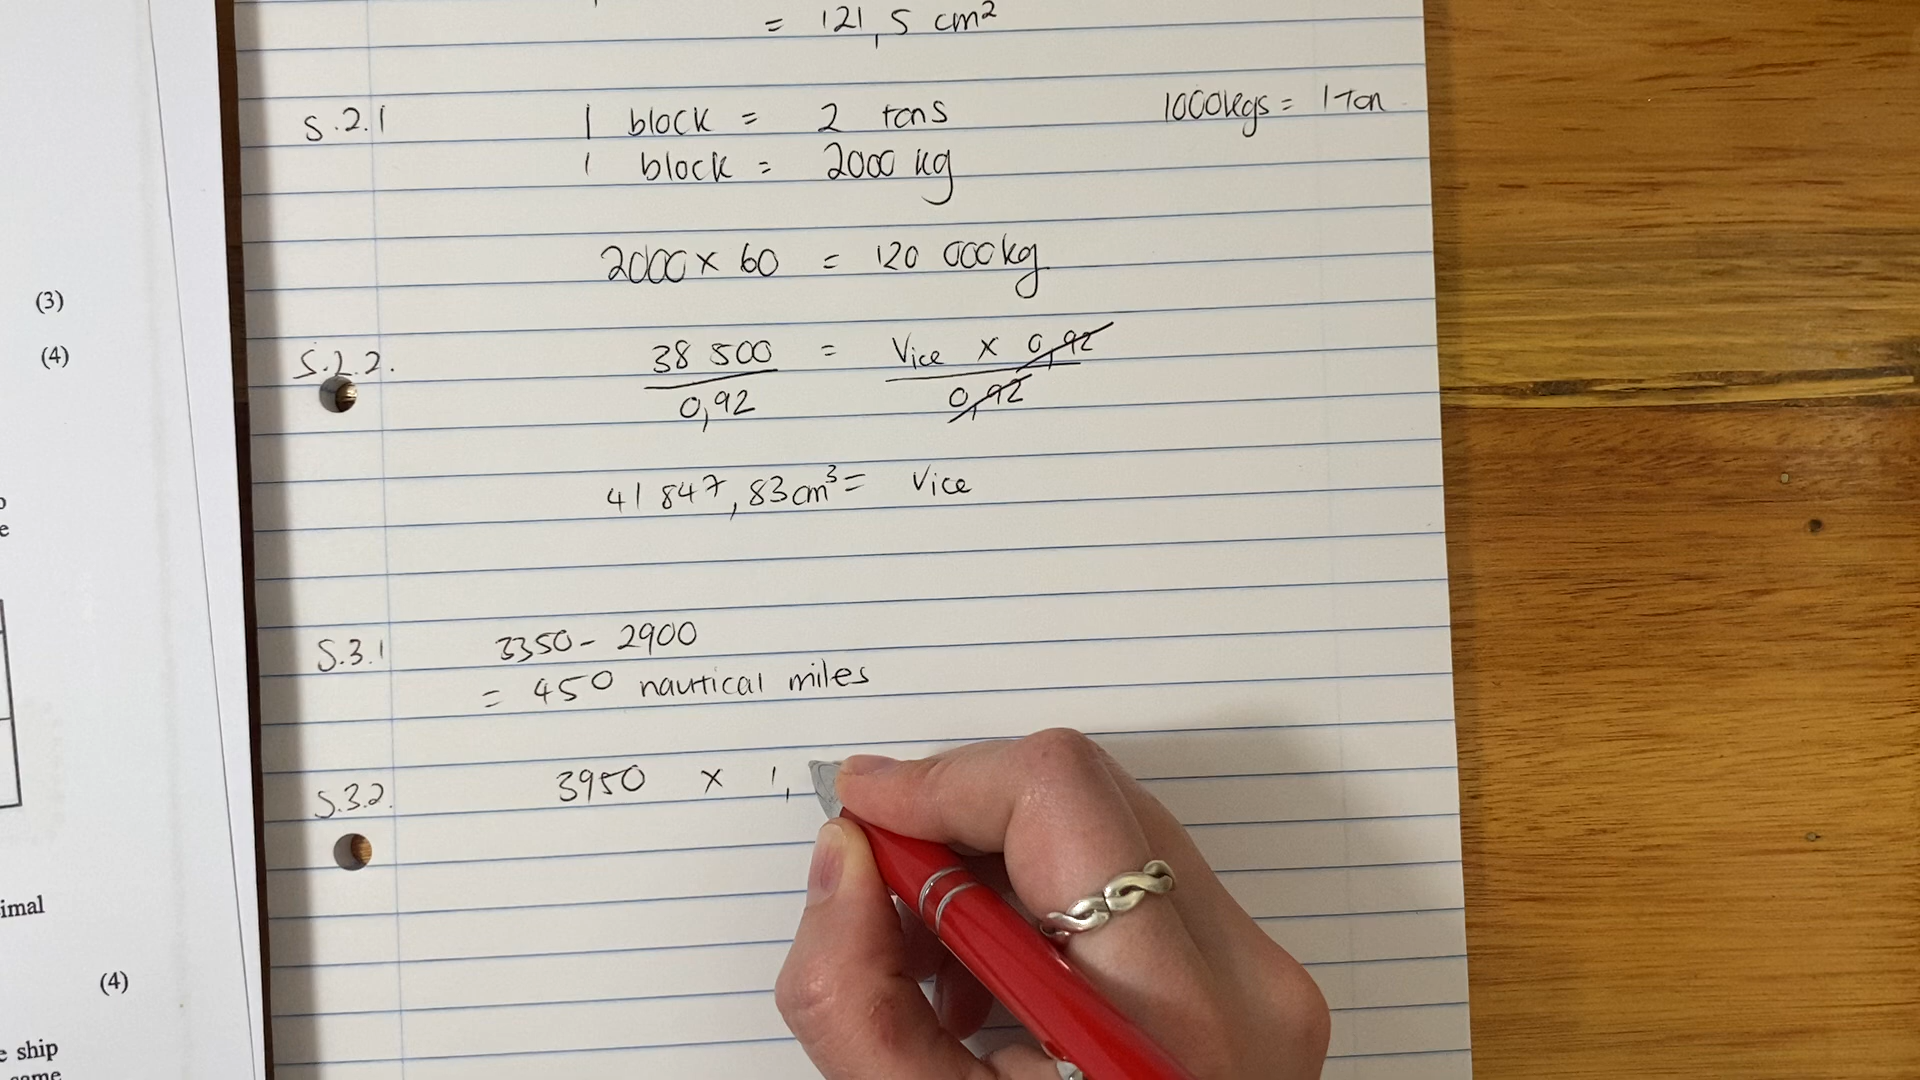 = 121,5 cm²
5.2.1 1 block = 2 tons 1000kgs = 1 Ton
1 block = 2000 kg
2000 x 60 = 120 000kg
(3)
(4)
5.2.2. 38 500 = Vice x 0,92
0,92 0,92
41 847,83cm³ = Vice
5.3.1 3350 - 2900
= 450 nautical miles
5.3.2. 3950 x 1,
imal
(4)
e ship
same